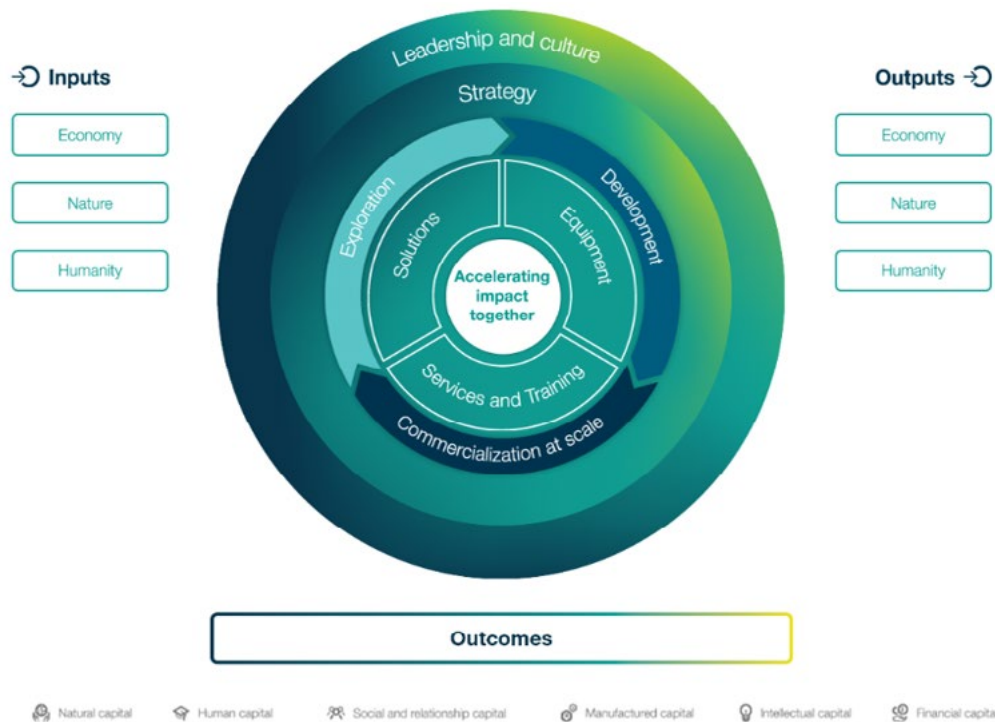 Leadership and culture
Inputs
Outputs
Strategy
Economy
Economy
Exploration
Development
Solutions
Equipment
Nature
Nature
Humanity
Humanity
Accelerating
impact
together
Services and Training
Commercialization at scale
Outcomes
Natural capital
Human capital
Social and relationship capital
Manufactured capital
Intellectual capital
Financial capita